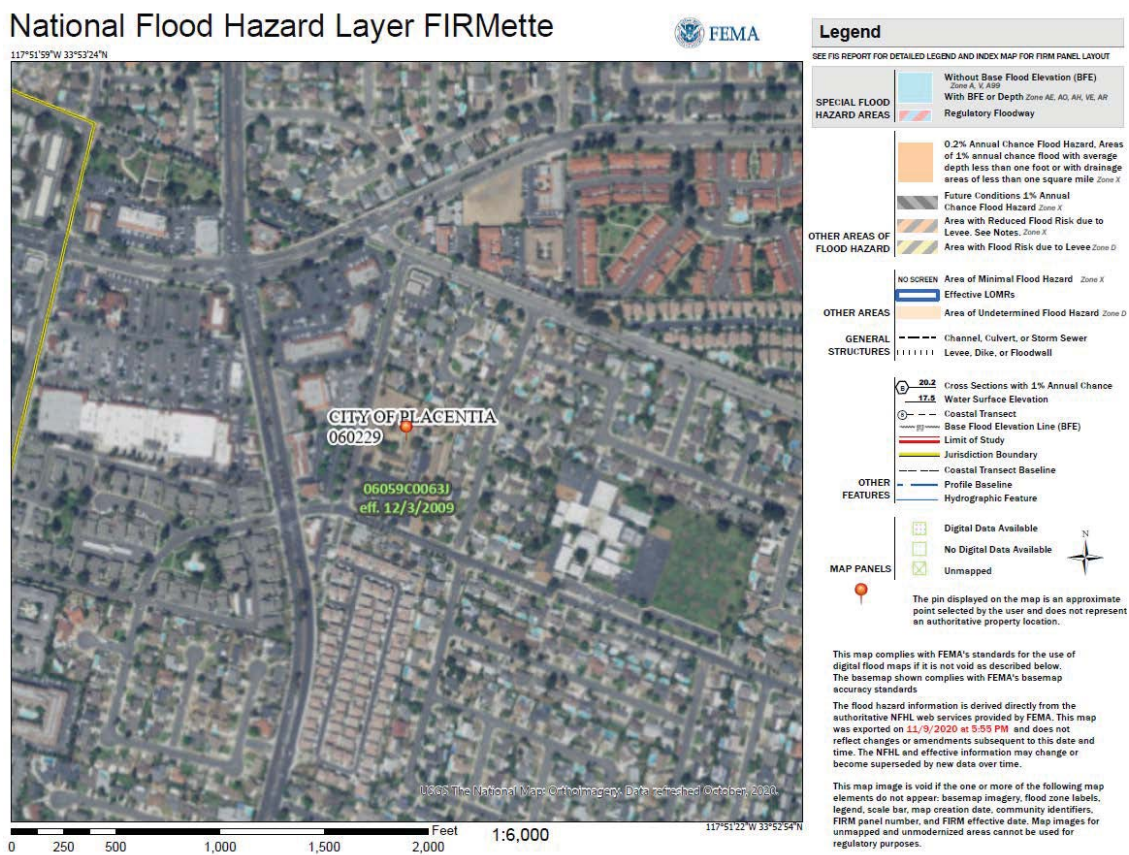 National Flood Hazard Layer FIRMette
FEMA
117°51'59"W 33°53'24"N
CITY OF PLACENTIA
060229
06059C0063J
eff. 12/3/2009
USGS The National Map: Orthoimagery. Data refreshed October, 2020.
117°51'22"W 33°52'54"N
0 250 500 1,000 1,500 2,000
Feet
1:6,000
Legend
SEE FIS REPORT FOR DETAILED LEGEND AND INDEX MAP FOR FIRM PANEL LAYOUT
SPECIAL FLOOD
HAZARD AREAS
Without Base Flood Elevation (BFE)
Zone A, V, A99
With BFE or Depth Zone AE, AO, AH, VE, AR
Regulatory Floodway
0.2% Annual Chance Flood Hazard, Areas
of 1% annual chance flood with average
depth less than one foot or with drainage
areas of less than one square mile Zone X
Future Conditions 1% Annual
Chance Flood Hazard Zone X
Area with Reduced Flood Risk due to
Levee. See Notes. Zone X
Area with Flood Risk due to Levee Zone D
OTHER AREAS OF
FLOOD HAZARD
NO SCREEN Area of Minimal Flood Hazard Zone X
Effective LOMRs
Area of Undetermined Flood Hazard Zone D
OTHER AREAS
GENERAL
STRUCTURES
Channel, Culvert, or Storm Sewer
Levee, Dike, or Floodwall
B 20.2 Cross Sections with 1% Annual Chance
17.5 Water Surface Elevation
8 Coastal Transect
Base Flood Elevation Line (BFE)
Limit of Study
Jurisdiction Boundary
Coastal Transect Baseline
Profile Baseline
Hydrographic Feature
OTHER
FEATURES
Digital Data Available
No Digital Data Available
Unmapped
MAP PANELS
N
The pin displayed on the map is an approximate
point selected by the user and does not represent
an authoritative property location.
This map complies with FEMA's standards for the use of
digital flood maps if it is not void as described below.
The basemap shown complies with FEMA's basemap
accuracy standards
The flood hazard information is derived directly from the
authoritative NFHL web services provided by FEMA. This map
was exported on 11/9/2020 at 5:55 PM and does not
reflect changes or amendments subsequent to this date and
time. The NFHL and effective information may change or
become superseded by new data over time.
This map image is void if the one or more of the following map
elements do not appear: basemap imagery, flood zone labels,
legend, scale bar, map creation date, community identifiers,
FIRM panel number, and FIRM effective date. Map images for
unmapped and unmodernized areas cannot be used for
regulatory purposes.